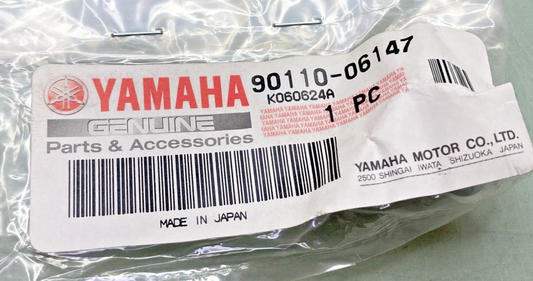 YAMAHA
GENUINE
Parts & Accessories
90110-06147
K060624A
1 PC
YAMAHA MOTOR CO., LTD.
2500 SHINGAI IWATA SHIZUOKA JAPAN
MADE IN JAPAN